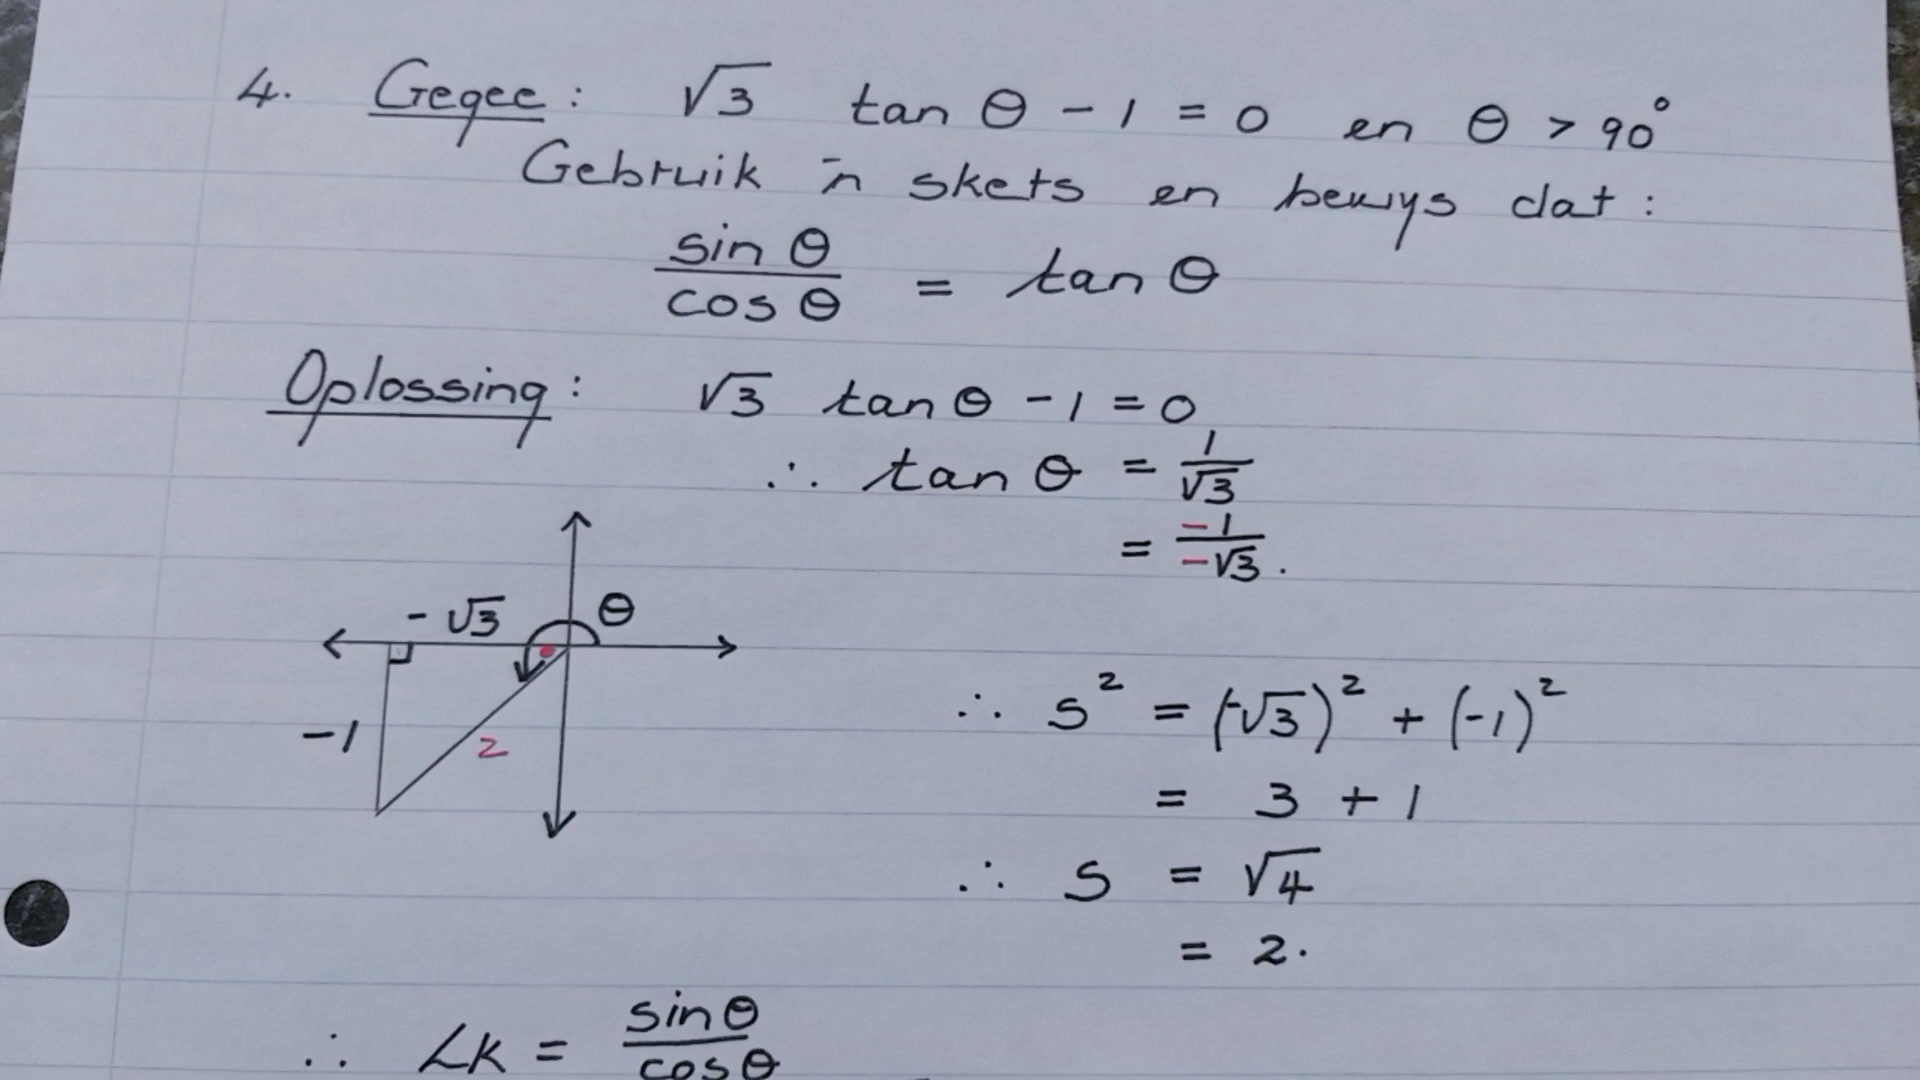 4. Gegee: √3 tan θ - 1 = 0 en θ > 90°
Gebruik 'n skets en bewys dat:
sin θ / cos θ = tan θ
Oplossing: √3 tan θ - 1 = 0
∴ tan θ = 1/√3
= -1/-√3.
-√3 θ
-1
2
∴ s² = (-√3)² + (-1)²
= 3 + 1
∴ s = √4
= 2.
∴ LK = sin θ / cos θ